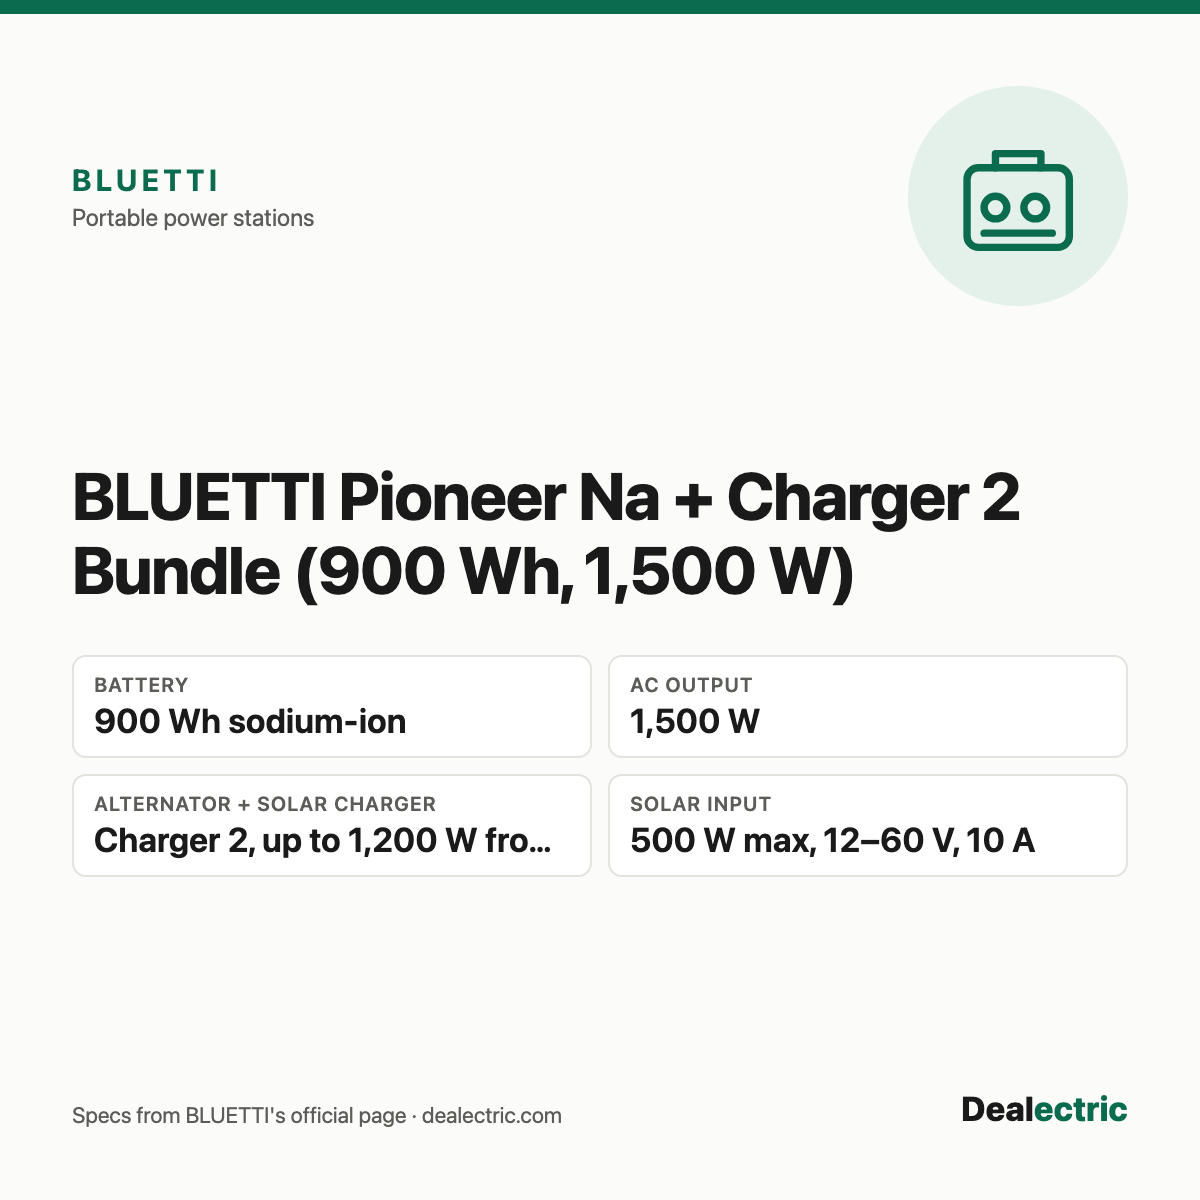 BLUETTI
Portable power stations
BLUETTI Pioneer Na + Charger 2
Bundle (900 Wh, 1,500 W)
BATTERY
900 Wh sodium-ion
AC OUTPUT
1,500 W
ALTERNATOR + SOLAR CHARGER
Charger 2, up to 1,200 W fro...
SOLAR INPUT
500 W max, 12–60 V, 10 A
Specs from BLUETTI's official page · dealectric.com
Dealectric